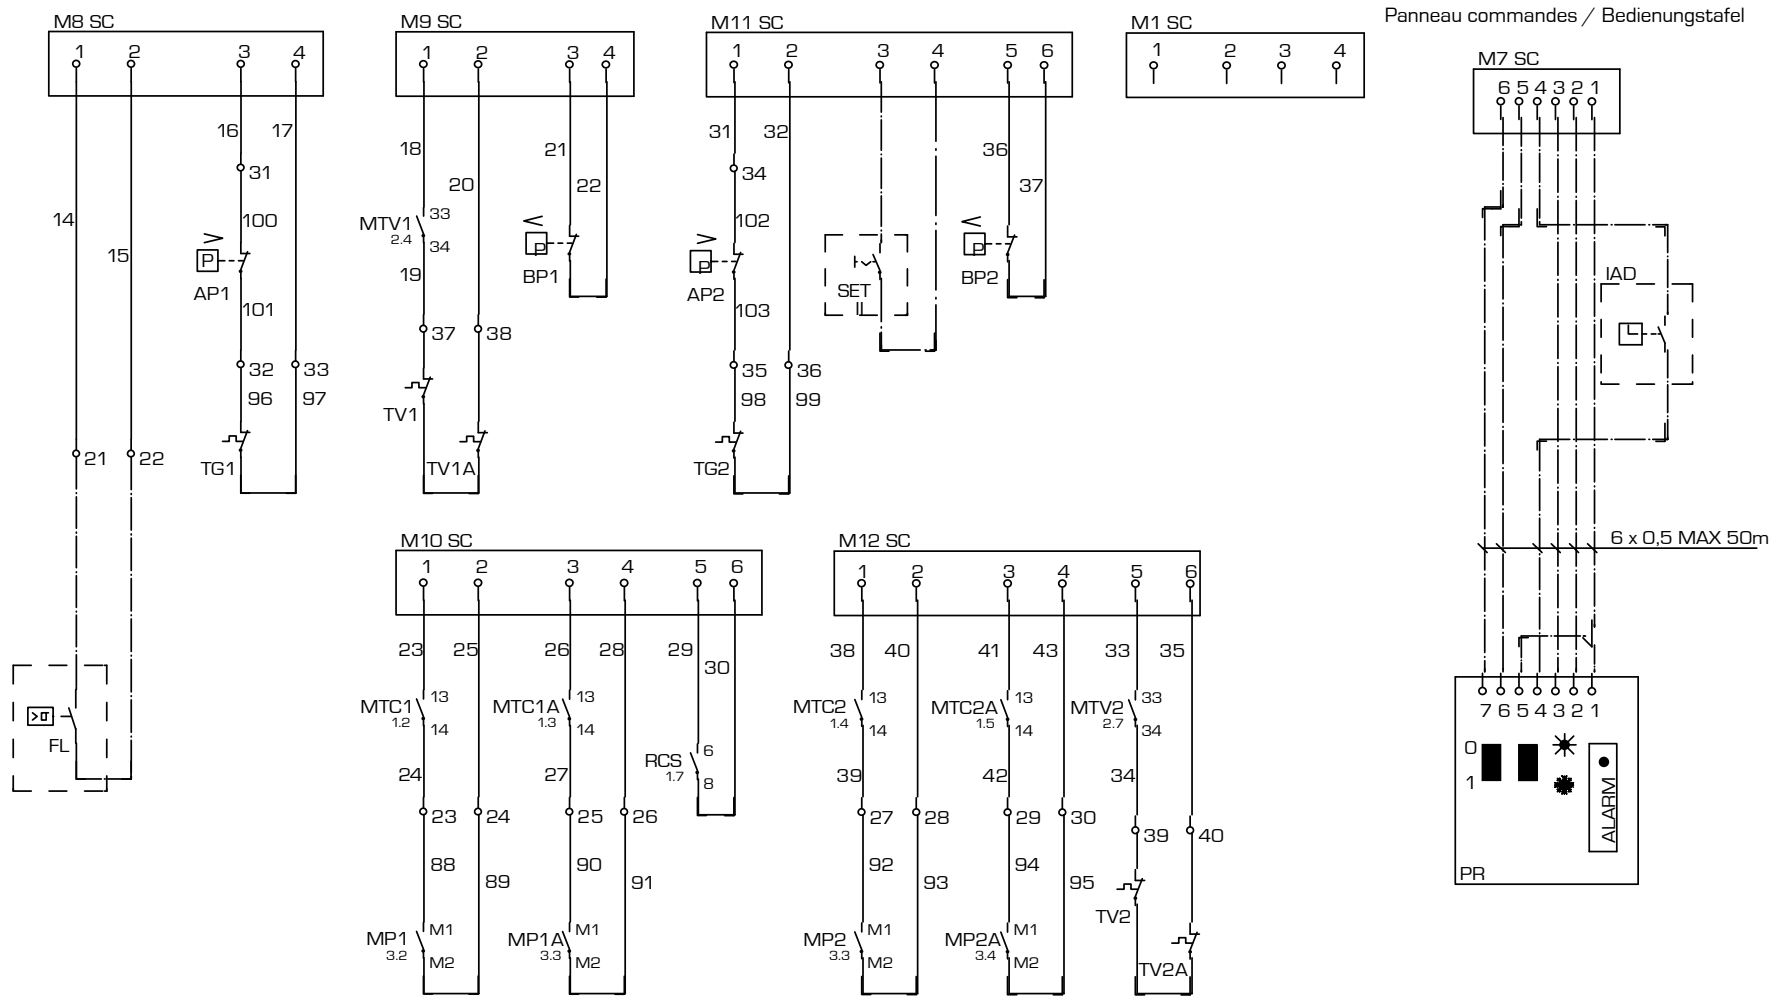 Panneau commandes / Bedienungstafel
M8 SC
1 2 3 4
16 17
31
14
100
15
P
AP1
101
32 33
96 97
TG1
21 22
>σ
FL
M9 SC
1 2 3 4
18
21
20
22
MTV1
2.4
33
34
P
BP1
19
37 38
TV1
TV1A
M11 SC
1 2 3 4 5 6
31 32
34
36
37
102
P
AP2
SET
P
BP2
103
35 36
98 99
TG2
M1 SC
1 2 3 4
M7 SC
6 5 4 3 2 1
IAD
6 x 0,5 MAX 50m
7 6 5 4 3 2 1
0
1
ALARM
PR
M10 SC
1 2 3 4 5 6
23 25 26 28 29
30
MTC1
1.2
13
14
MTC1A
1.3
13
14
RCS
1.7
6
8
24 27
23 24 25 26
88 90
89 91
MP1
3.2
M1
M2
MP1A
3.3
M1
M2
M12 SC
1 2 3 4 5 6
38 40 41 43 33 35
MTC2
1.4
13
14
MTC2A
1.5
13
14
MTV2
2.7
33
34
39 42 34
27 28 29 30
39 40
92 94
93 95
TV2
MP2
3.3
M1
M2
MP2A
3.4
M1
M2
TV2A